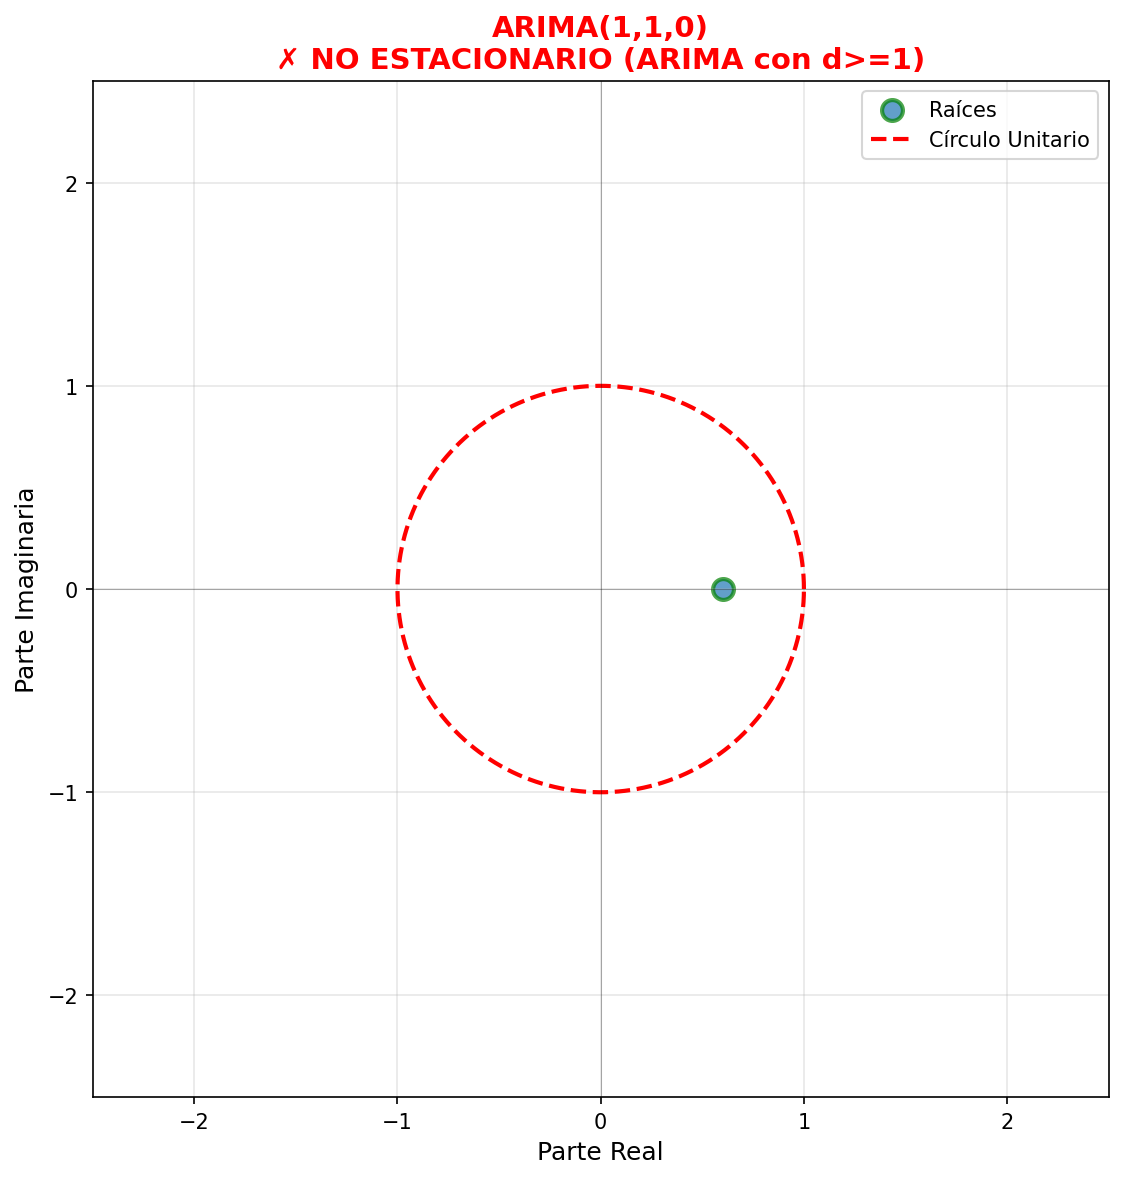 ARIMA(1,1,0)
✗ NO ESTACIONARIO (ARIMA con d>=1)
Raíces
Círculo Unitario
2
1
0
−1
−2
Parte Imaginaria
−2
−1
0
1
2
Parte Real